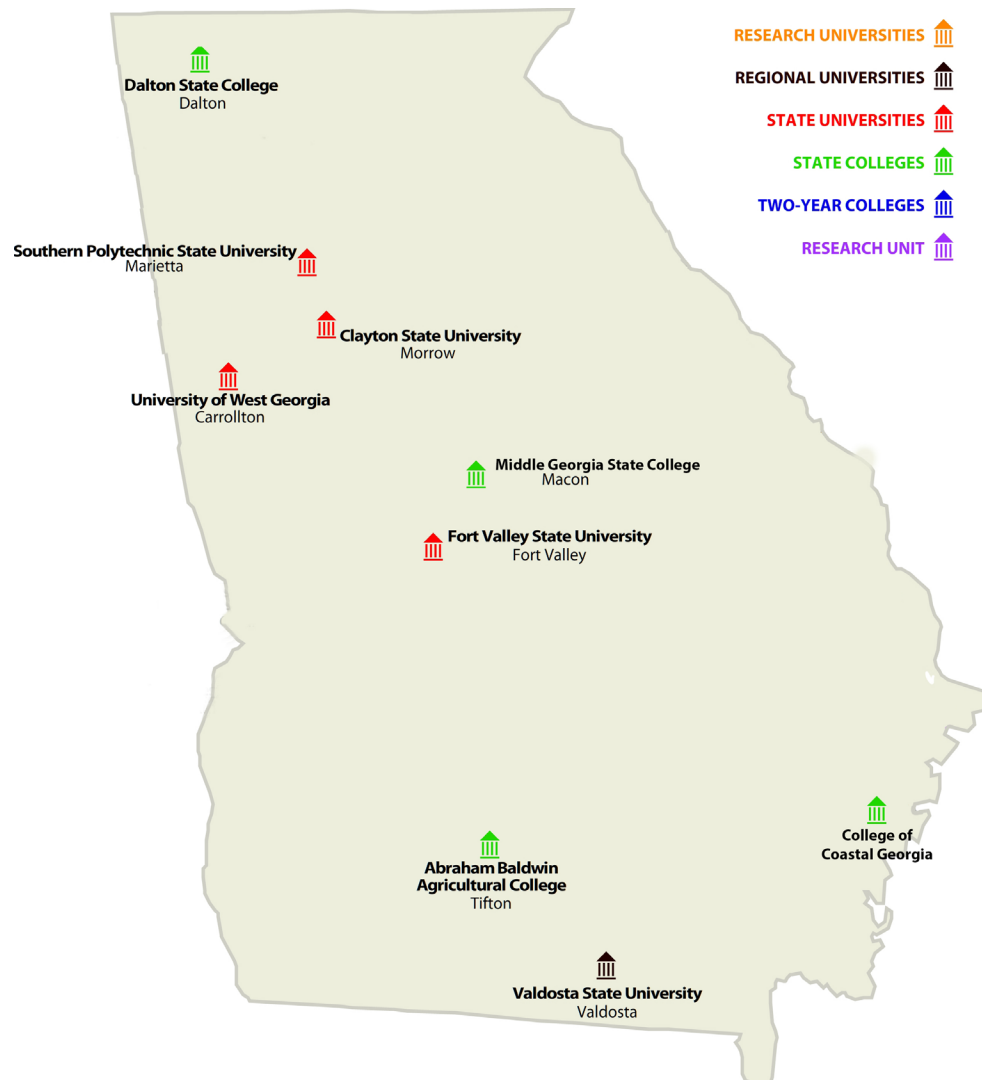 RESEARCH UNIVERSITIES
REGIONAL UNIVERSITIES
STATE UNIVERSITIES
STATE COLLEGES
TWO-YEAR COLLEGES
RESEARCH UNIT
Dalton State College
Dalton
Southern Polytechnic State University
Marietta
Clayton State University
Morrow
University of West Georgia
Carrollton
Middle Georgia State College
Macon
Fort Valley State University
Fort Valley
College of
Coastal Georgia
Abraham Baldwin
Agricultural College
Tifton
Valdosta State University
Valdosta